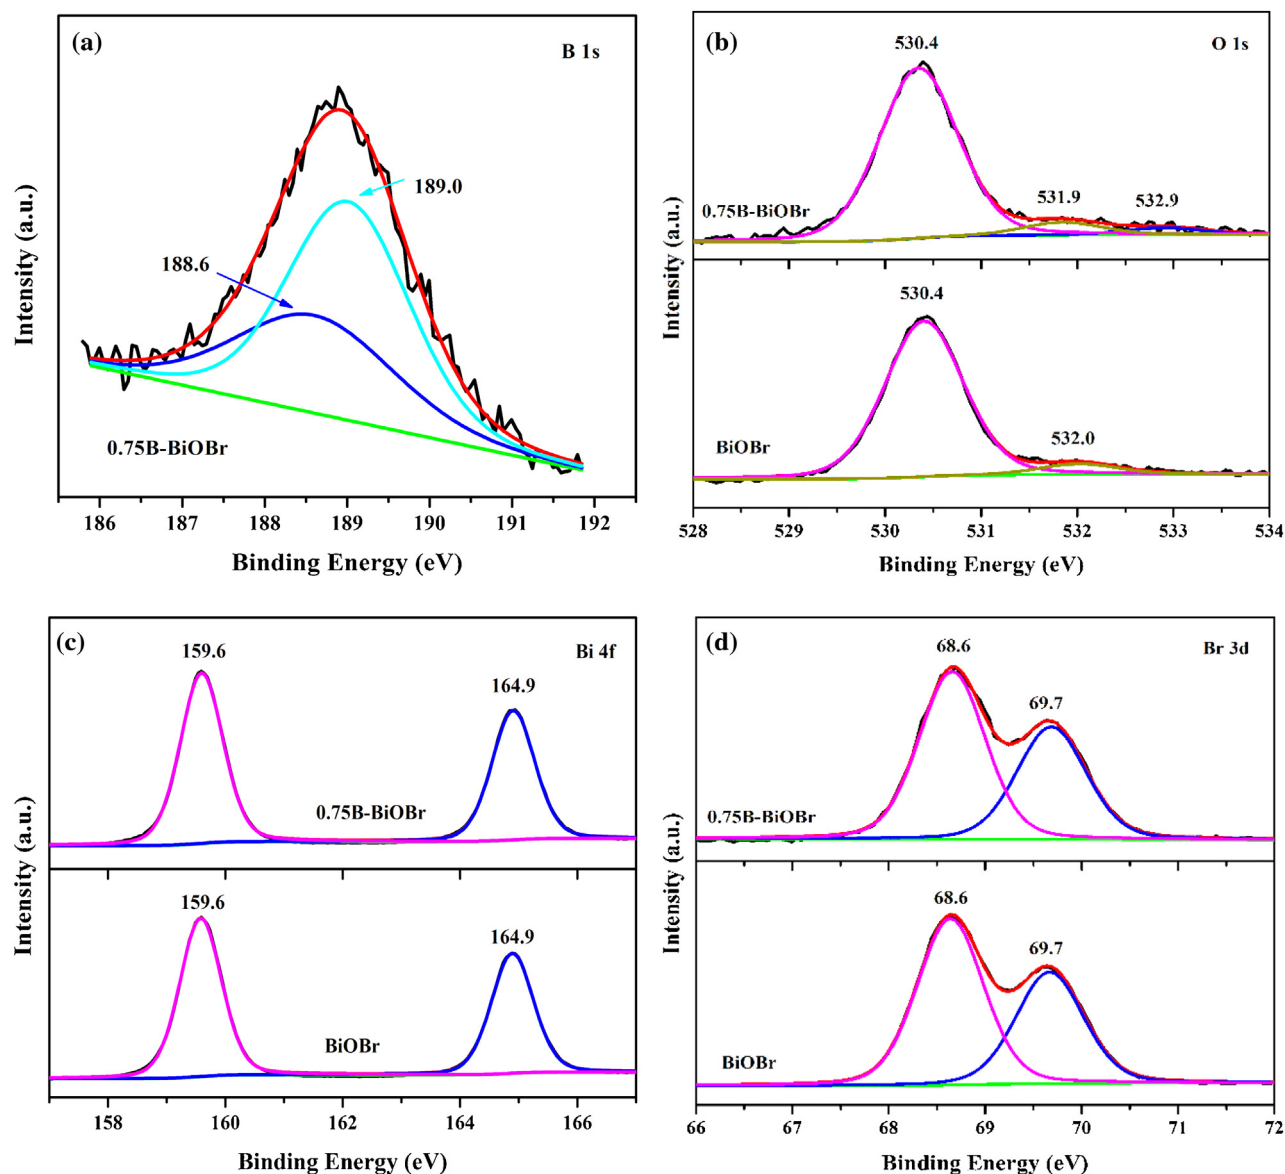 (a)
B 1s
189.0
188.6
0.75B-BiOBr
186 187 188 189 190 191 192
Binding Energy (eV)
Intensity (a.u.)
(b)
O 1s
530.4
531.9
532.9
0.75B-BiOBr
530.4
532.0
BiOBr
528 529 530 531 532 533 534
Binding Energy (eV)
Intensity (a.u.)
(c)
Bi 4f
159.6
164.9
0.75B-BiOBr
159.6
164.9
BiOBr
158 160 162 164 166
Binding Energy (eV)
Intensity (a.u.)
(d)
Br 3d
68.6
69.7
0.75B-BiOBr
68.6
69.7
BiOBr
66 67 68 69 70 71 72
Binding Energy (eV)
Intensity (a.u.)